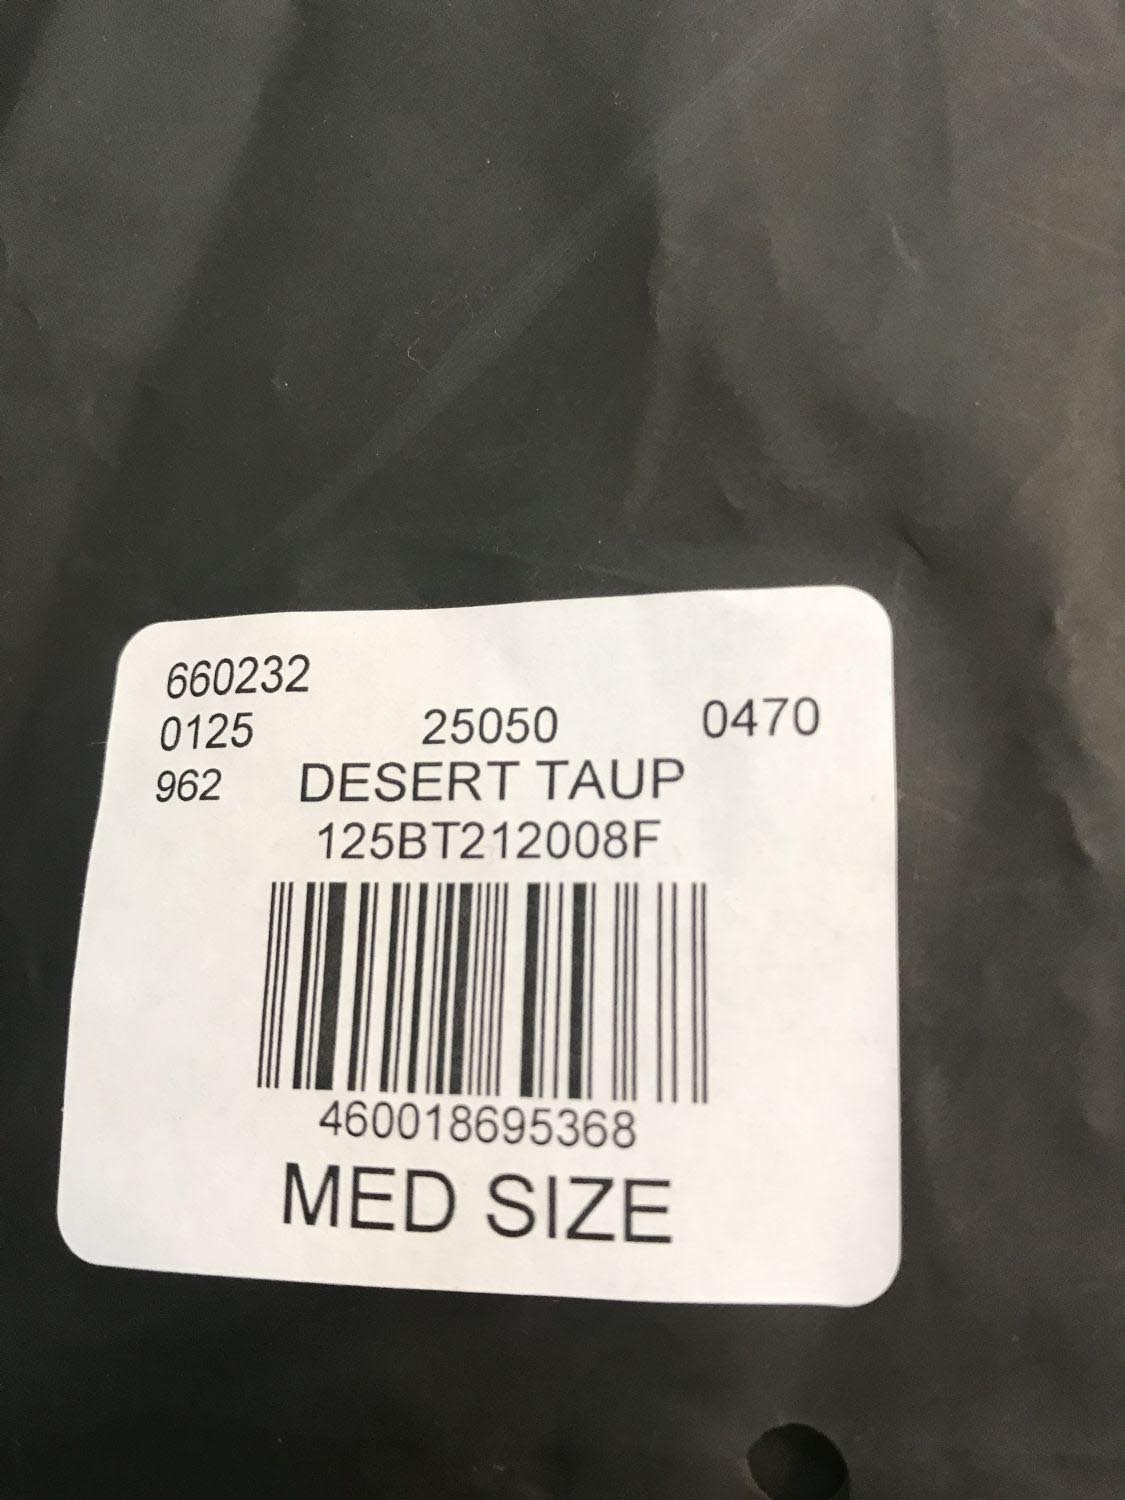 660232
0125 25050 0470
962 DESERT TAUP
125BT212008F
460018695368
MED SIZE